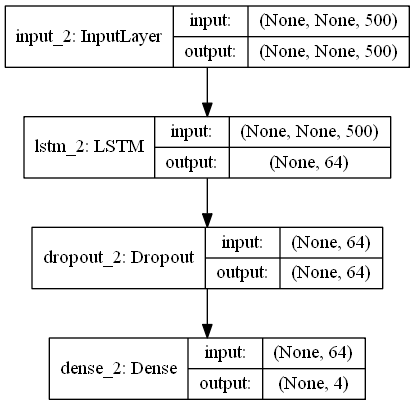 input_2: InputLayer
input: (None, None, 500)
output: (None, None, 500)
lstm_2: LSTM
input: (None, None, 500)
output: (None, 64)
dropout_2: Dropout
input: (None, 64)
output: (None, 64)
dense_2: Dense
input: (None, 64)
output: (None, 4)